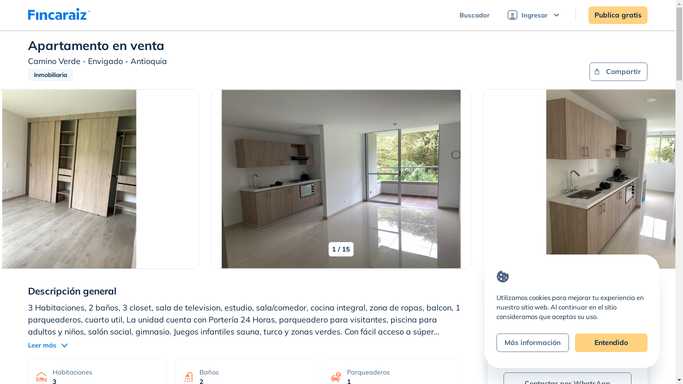 Fincaraiz
Buscador
Ingresar
Publica gratis
Apartamento en venta
Camino Verde - Envigado - Antioquia
Inmobiliaria
Compartir
1 / 15
Descripción general
3 Habitaciones, 2 baños, 3 closet, sala de television, estudio, sala/comedor, cocina integral, zona de ropas, balcon, 1
parqueaderos, cuarto util, La unidad cuenta con Portería 24 Horas, parqueadero para visitantes, piscina para
adultos y niños, salón social, gimnasio, Juegos infantiles sauna, turco y zonas verdes. Con fácil acceso a súper...
Leer más
Habitaciones
3
Baños
2
Parqueaderos
1
Utilizamos cookies para mejorar tu experiencia en
nuestro sitio web. Al continuar en el sitio
consideramos que aceptas su uso.
Más información
Entendido
Contactar por WhatsApp